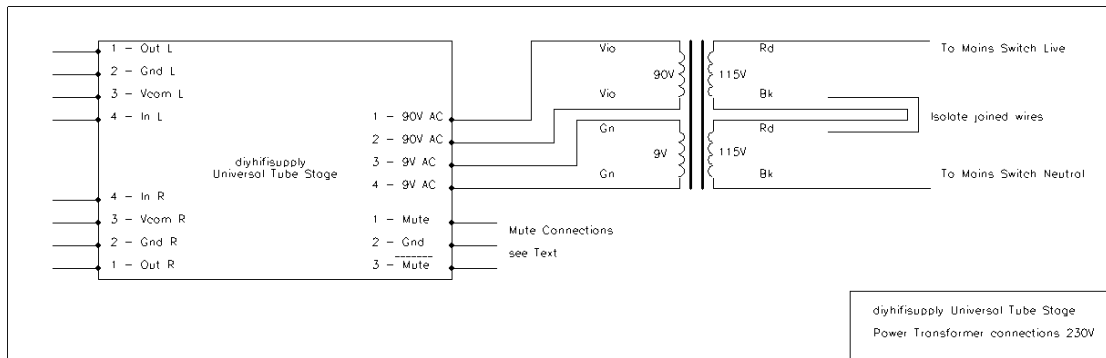 1 - Out L
2 - Gnd L
3 - Vcom L
4 - In L
diyhifisupply
Universal Tube Stage
4 - In R
3 - Vcom R
2 - Gnd R
1 - Out R
1 - 90V AC
2 - 90V AC
3 - 9V AC
4 - 9V AC
1 - Mute
2 - Gnd
3 - Mute
Mute Connections
see Text
Vio
90V
Vio
Gn
9V
Gn
Rd
115V
Bk
Rd
115V
Bk
To Mains Switch Live
Isolate joined wires
To Mains Switch Neutral
diyhifisupply Universal Tube Stage
Power Transformer connections 230V